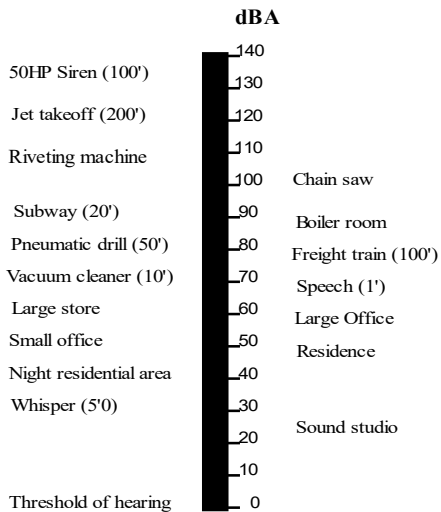 dBA
140
50HP Siren (100')
130
Jet takeoff (200')
120
110
Riveting machine
100
Chain saw
Subway (20')
90
Boiler room
Pneumatic drill (50')
80
Freight train (100')
Vacuum cleaner (10')
70
Speech (1')
Large store
60
Large Office
Small office
50
Residence
Night residential area
40
Whisper (5'0)
30
Sound studio
20
10
Threshold of hearing
0